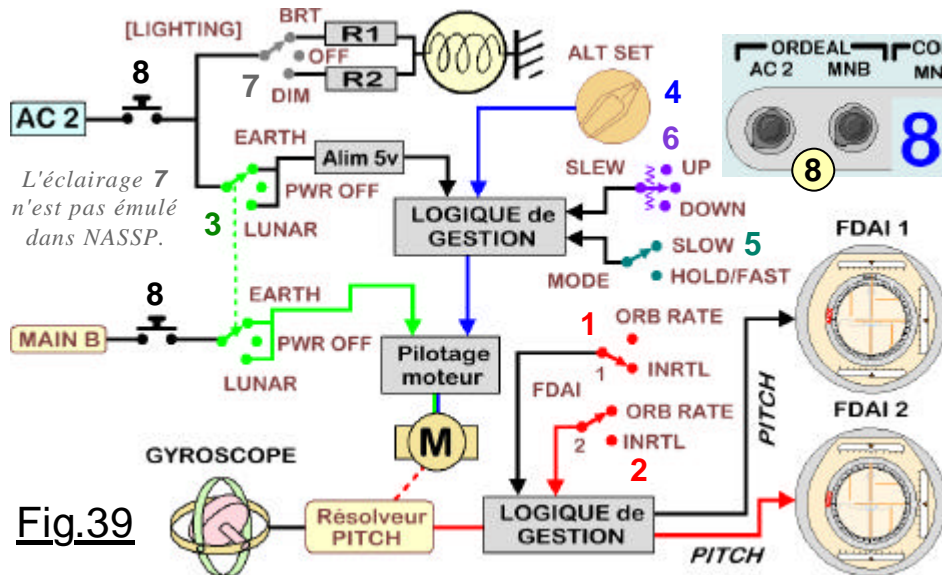 [LIGHTING]
BRT
R1
OFF
R2
DIM
7
8
AC 2
ALT SET
4
ORDEAL
CO
AC 2
MNB
MN
8
8
EARTH
Alim 5v
PWR OFF
3
LUNAR
L'éclairage 7
n'est pas émulé
dans NASSP.
6
SLEW
UP
DOWN
LOGIQUE de
GESTION
5
SLOW
MODE
HOLD/FAST
FDAI 1
8
MAIN B
EARTH
PWR OFF
LUNAR
Pilotage
moteur
1
ORB RATE
1
INRTL
FDAI
ORB RATE
2
INRTL
2
PITCH
FDAI 2
M
GYROSCOPE
Résolveur
PITCH
LOGIQUE de
GESTION
PITCH
Fig.39